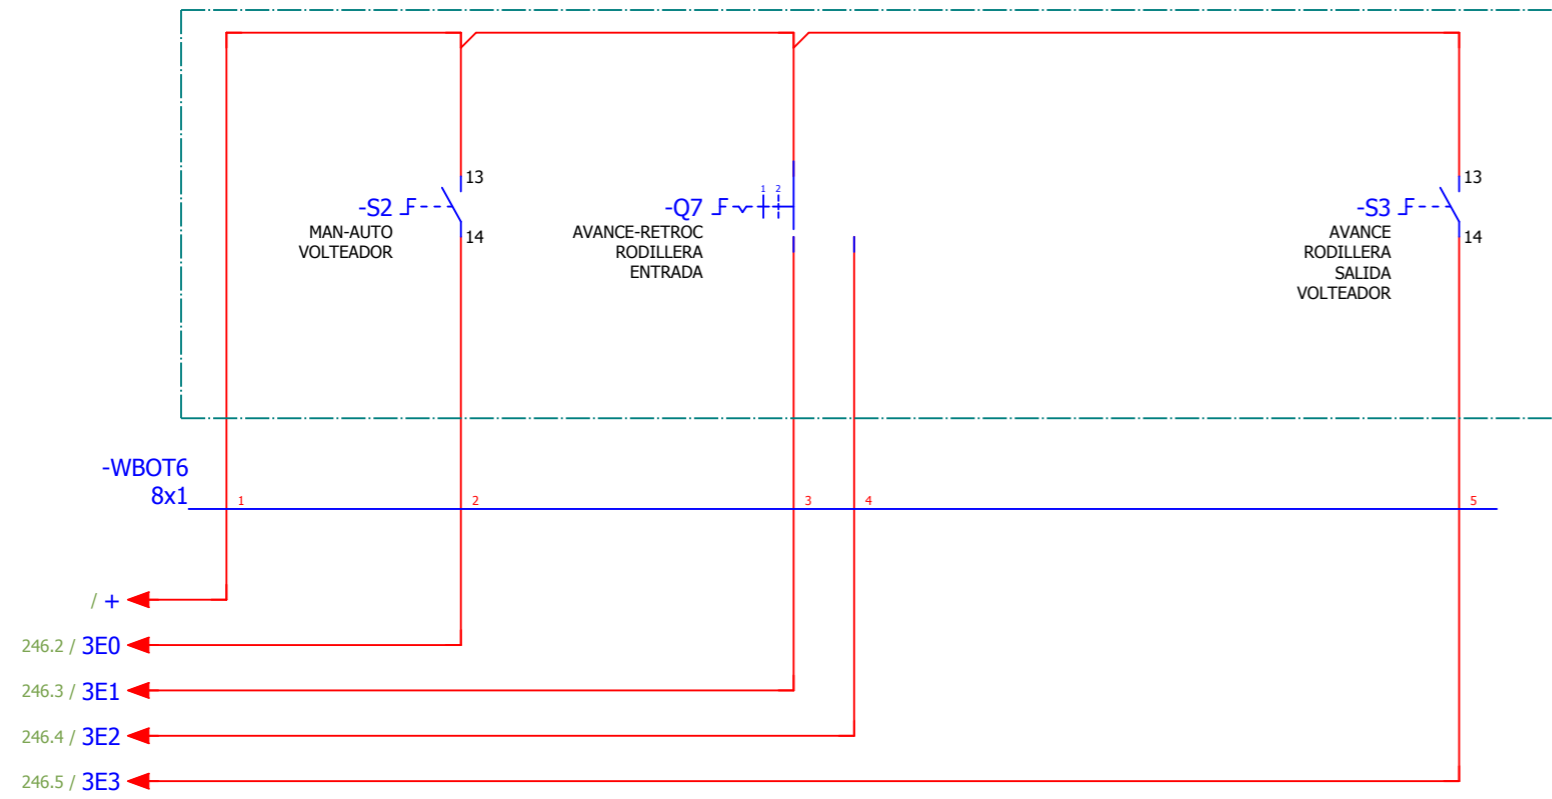 13
-S2
MAN-AUTO
VOLTEADOR
14
1 2
-Q7
AVANCE-RETROC
RODILLERA
ENTRADA
13
-S3
AVANCE
RODILLERA
SALIDA
VOLTEADOR
14
-WBOT6
8x1
1 2 3 4 5
/ +
246.2 / 3E0
246.3 / 3E1
246.4 / 3E2
246.5 / 3E3